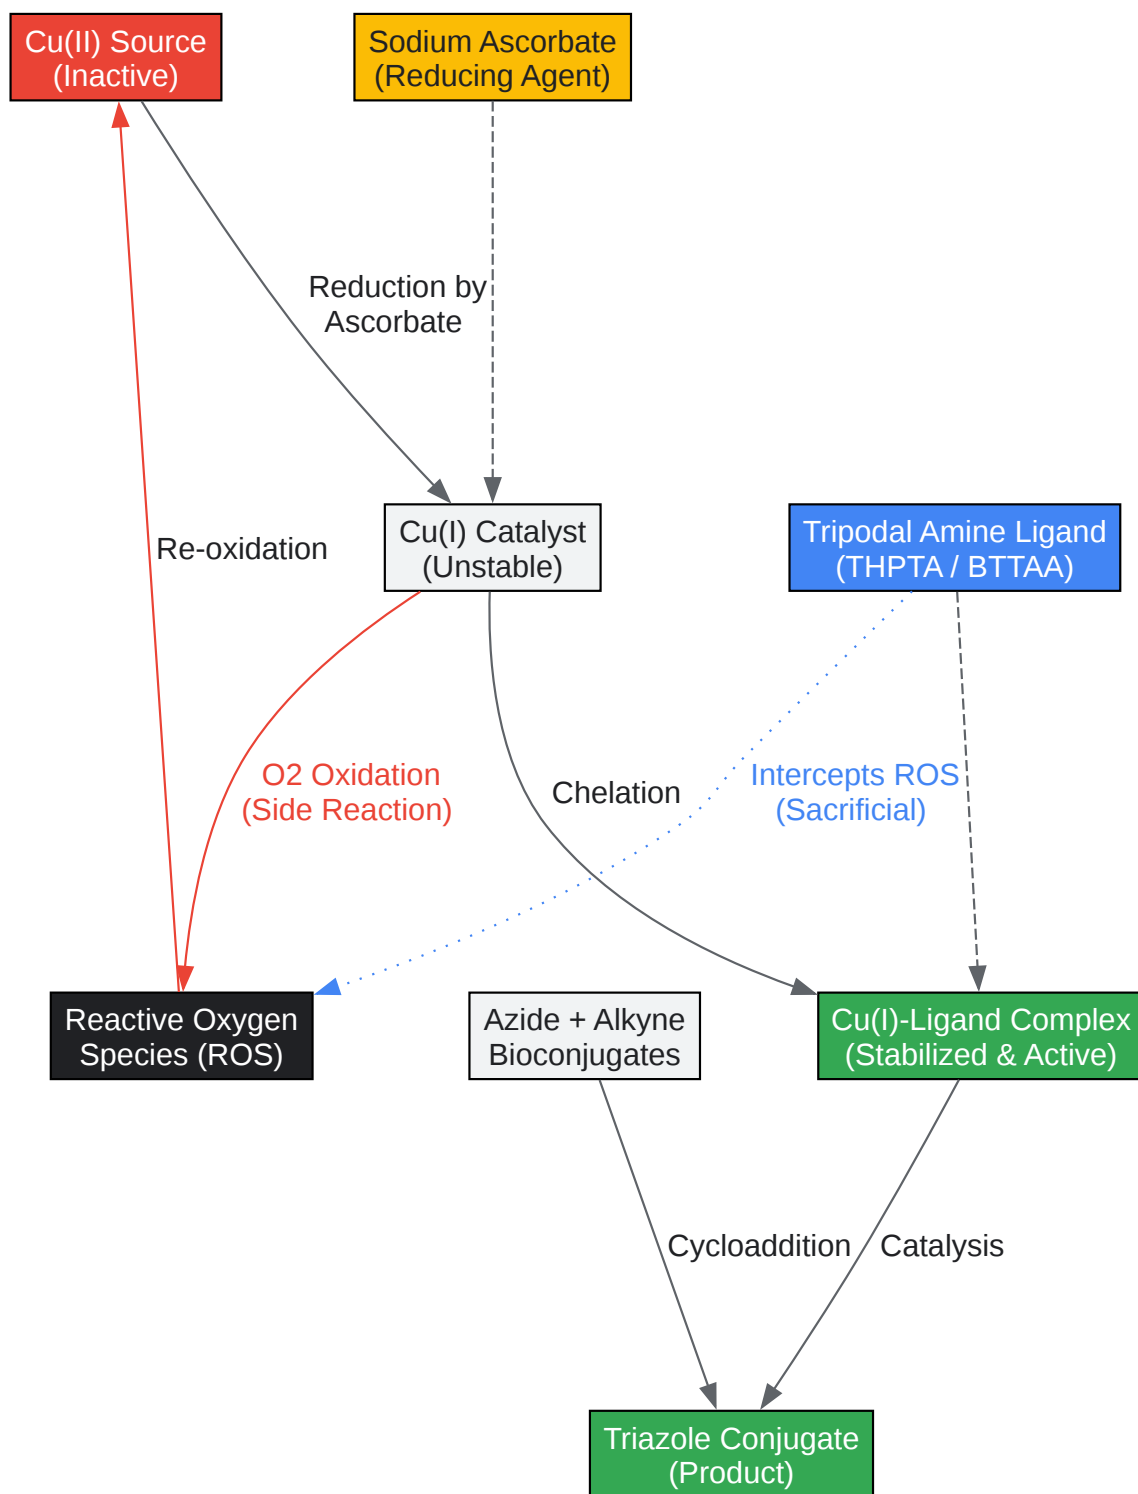 Cu(II) Source
(Inactive)
Sodium Ascorbate
(Reducing Agent)
Reduction by
Ascorbate
Re-oxidation
Cu(I) Catalyst
(Unstable)
Tripodal Amine Ligand
(THPTA / BTTAA)
O2 Oxidation
(Side Reaction)
Chelation
Intercepts ROS
(Sacrificial)
Reactive Oxygen
Species (ROS)
Azide + Alkyne
Bioconjugates
Cu(I)-Ligand Complex
(Stabilized & Active)
Cycloaddition
Catalysis
Triazole Conjugate
(Product)